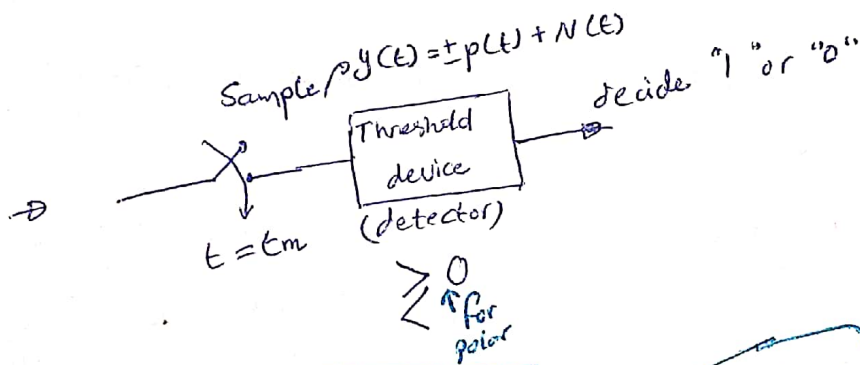 Sample y(t) = ± p(t) + N(t)
decide "1" or "0"
Threshold
device
(detector)
t = tm
≷ 0
↑ for
polar